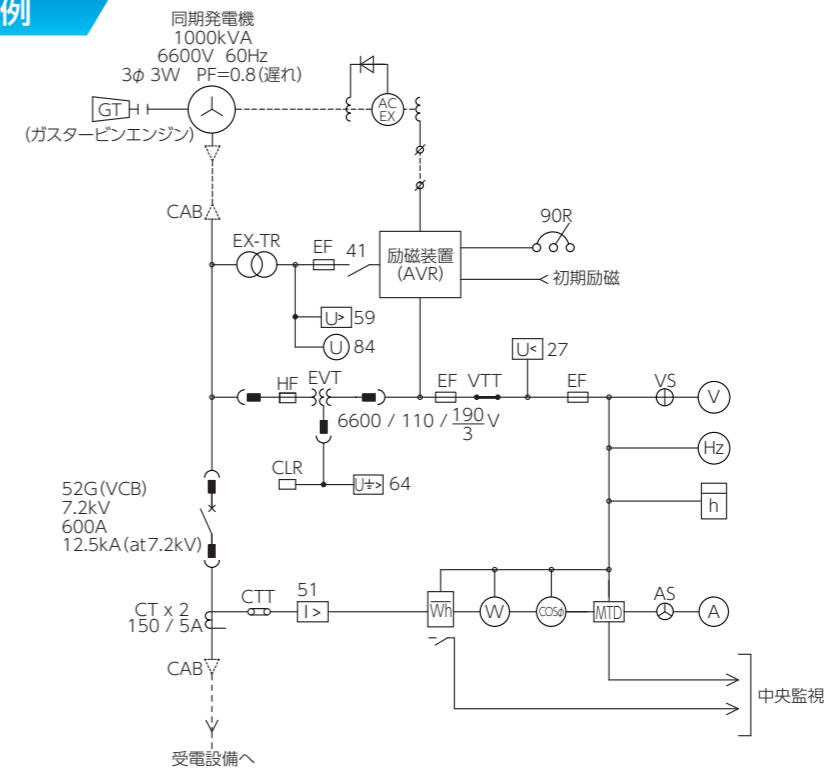 例
同期発電機
1000kVA
6600V 60Hz
3φ 3W PF=0.8(遅れ)
GT
(ガスタービンエンジン)
AC
EX
CAB
EX-TR
EF
41
励磁装置
(AVR)
90R
初期励磁
U>
59
U
84
U<
27
HF
EVT
EF
VTT
EF
VS
V
6600 / 110 / 190/3 V
Hz
CLR
U⏚>
64
h
52G(VCB)
7.2kV
600A
12.5kA(at7.2kV)
CT x 2
150 / 5A
CTT
51
I >
Wh
W
COSφ
MTD
AS
A
CAB
中央監視
受電設備へ